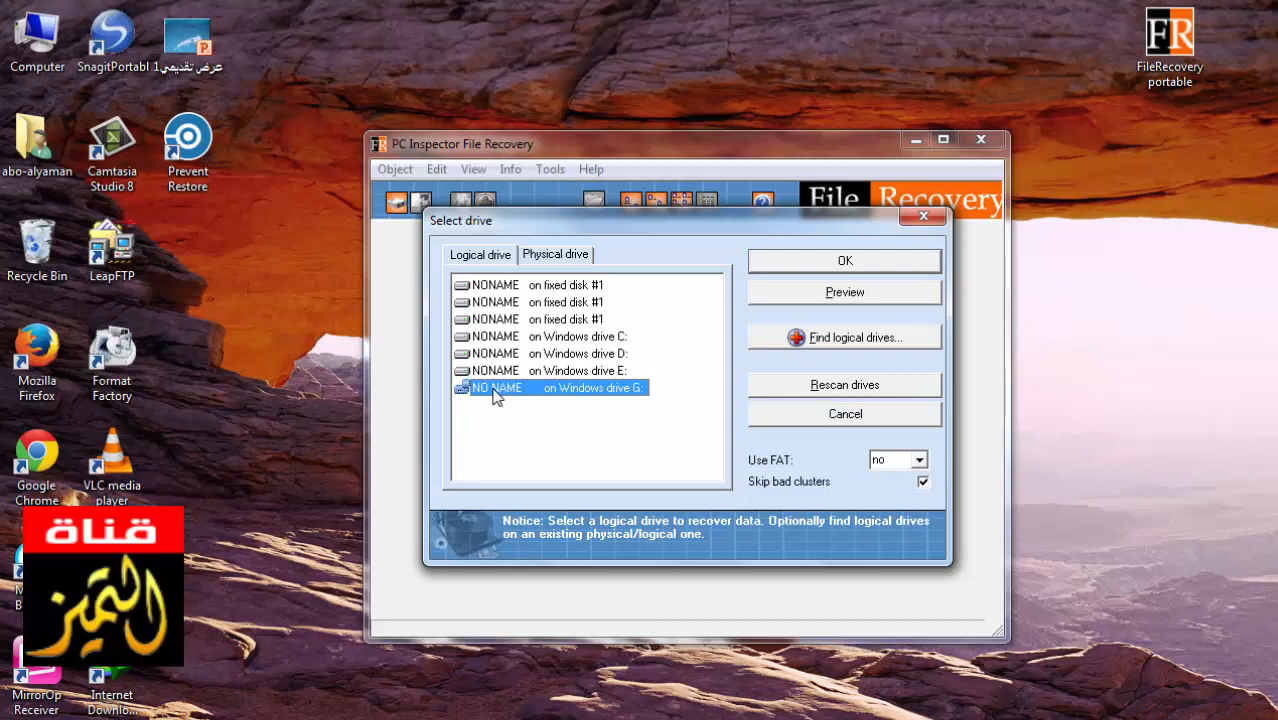 Computer
SnagitPortabl
عرض تقديمي1
FileRecovery
portable
abo-alyaman
Camtasia
Studio 8
Prevent
Restore
Recycle Bin
LeapFTP
Mozilla
Firefox
Format
Factory
Google
Chrome
VLC media
player
قناة
التميز
MirrorOp
Receiver
Internet
Downlo...
PC Inspector File Recovery
Object Edit View Info Tools Help
File Recovery
Select drive
Logical drive Physical drive
NONAME on fixed disk #1
NONAME on fixed disk #1
NONAME on fixed disk #1
NONAME on Windows drive C:
NONAME on Windows drive D:
NONAME on Windows drive E:
NO NAME on Windows drive G:
OK
Preview
Find logical drives...
Rescan drives
Cancel
Use FAT: no
Skip bad clusters
Notice: Select a logical drive to recover data. Optionally find logical drives
on an existing physical/logical one.
FR
FR